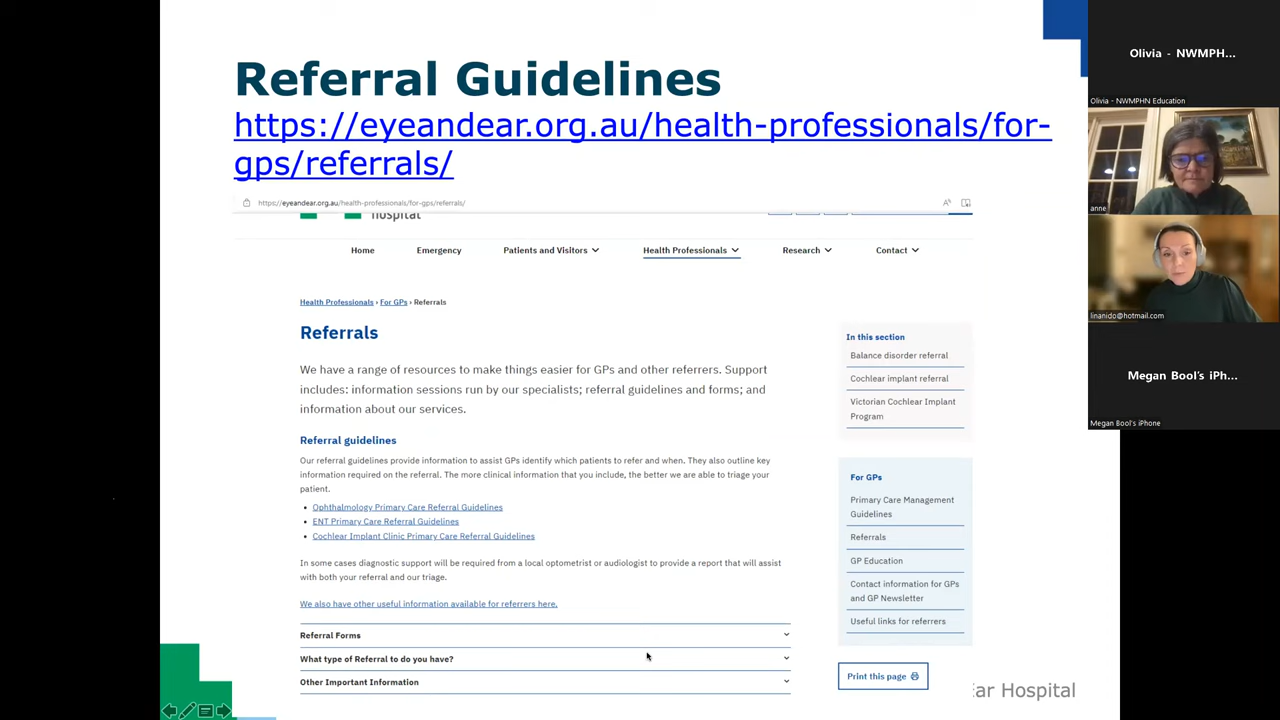 Referral Guidelines
https://eyeandear.org.au/health-professionals/for-
gps/referrals/
https://eyeandear.org.au/health-professionals/for-gps/referrals/
hospital
Home Emergency Patients and Visitors Health Professionals Research Contact
Health Professionals › For GPs › Referrals
Referrals
We have a range of resources to make things easier for GPs and other referrers. Support
includes: information sessions run by our specialists; referral guidelines and forms; and
information about our services.
Referral guidelines
Our referral guidelines provide information to assist GPs identify which patients to refer and when. They also outline key
information required on the referral. The more clinical information that you include, the better we are able to triage your
patient.
• Ophthalmology Primary Care Referral Guidelines
• ENT Primary Care Referral Guidelines
• Cochlear Implant Clinic Primary Care Referral Guidelines
In some cases diagnostic support will be required from a local optometrist or audiologist to provide a report that will assist
with both your referral and our triage.
We also have other useful information available for referrers here.
Referral Forms
What type of Referral to do you have?
Other Important Information
In this section
Balance disorder referral
Cochlear implant referral
Victorian Cochlear Implant
Program
For GPs
Primary Care Management
Guidelines
Referrals
GP Education
Contact information for GPs
and GP Newsletter
Useful links for referrers
Print this page
Ear Hospital
Olivia - NWMPH...
Olivia - NWMPHN Education
anne
linanido@hotmail.com
Megan Bool's iPh...
Megan Bool's iPhone